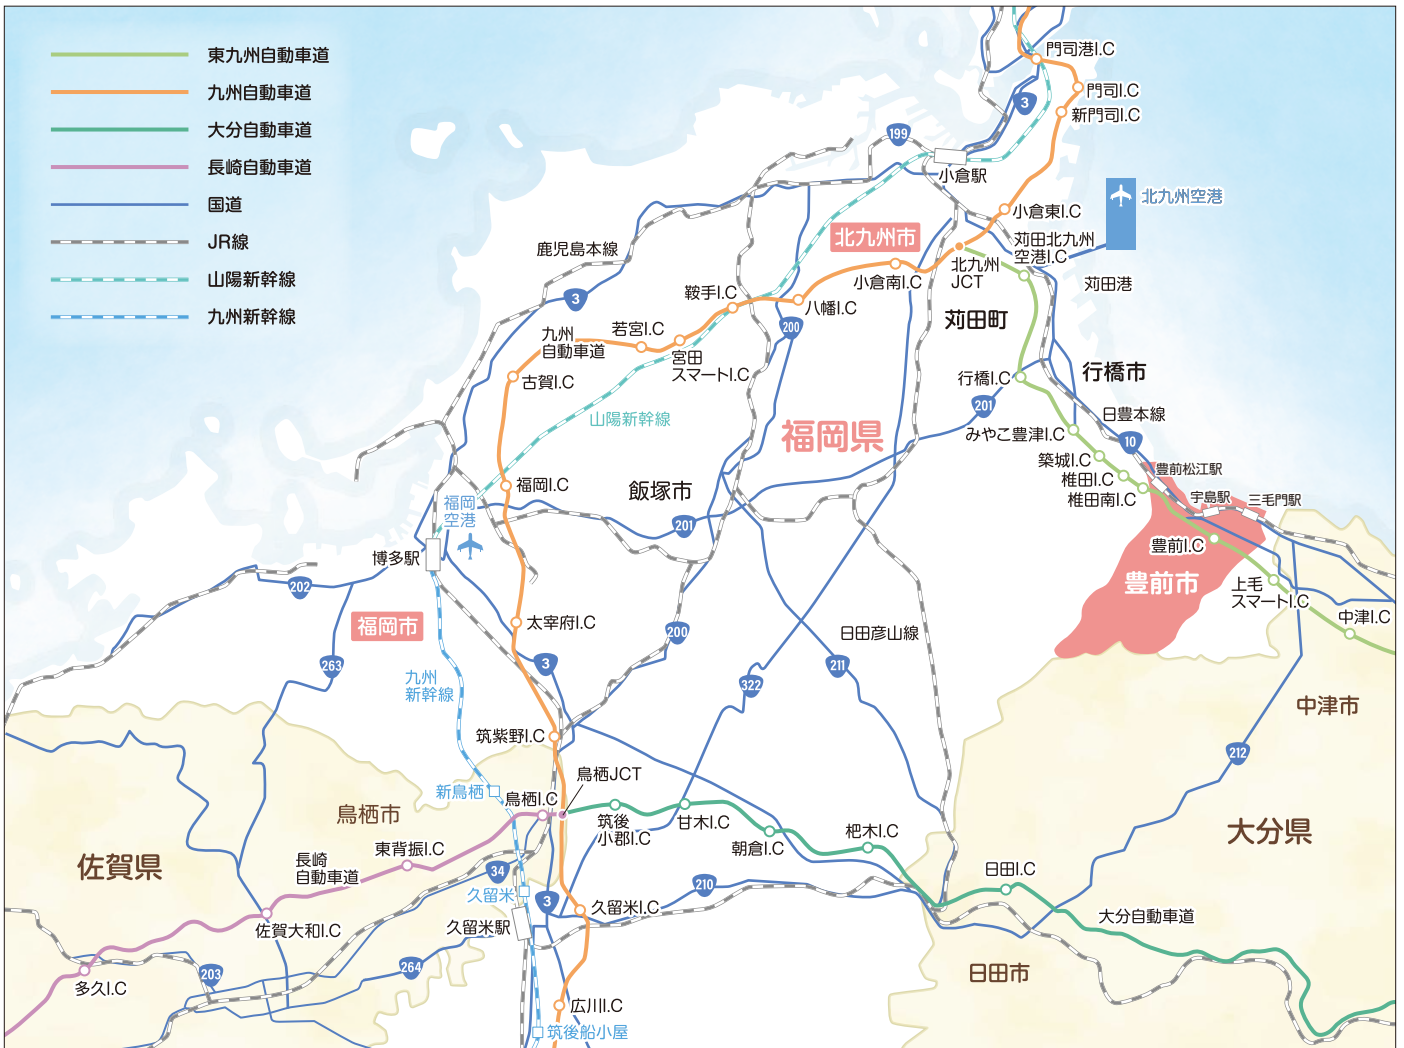 東九州自動車道
九州自動車道
大分自動車道
長崎自動車道
国道
JR線
山陽新幹線
九州新幹線
門司港I.C
3
門司I.C
新門司I.C
199
小倉駅
北九州空港
小倉東I.C
北九州市
苅田北九州
空港I.C
鹿児島本線
北九州
JCT
小倉南I.C
苅田港
鞍手I.C
3
八幡I.C
苅田町
200
若宮I.C
九州
自動車道
宮田
スマートI.C
行橋市
行橋I.C
古賀I.C
201
日豊本線
山陽新幹線
福岡県
みやこ豊津I.C
10
築城I.C
豊前松江駅
椎田I.C
椎田南I.C
宇島駅
三毛門駅
福岡I.C
飯塚市
福岡
空港
201
豊前I.C
博多駅
豊前市
上毛
スマートI.C
202
中津I.C
福岡市
太宰府I.C
200
日田彦山線
263
3
211
九州
新幹線
322
中津市
筑紫野I.C
212
鳥栖JCT
新鳥栖
鳥栖I.C
鳥栖市
筑後
小郡I.C
甘木I.C
朝倉I.C
杷木I.C
大分県
東背振I.C
佐賀県
長崎
自動車道
34
日田I.C
210
久留米
3
久留米I.C
大分自動車道
佐賀大和I.C
久留米駅
264
203
日田市
多久I.C
広川I.C
筑後船小屋